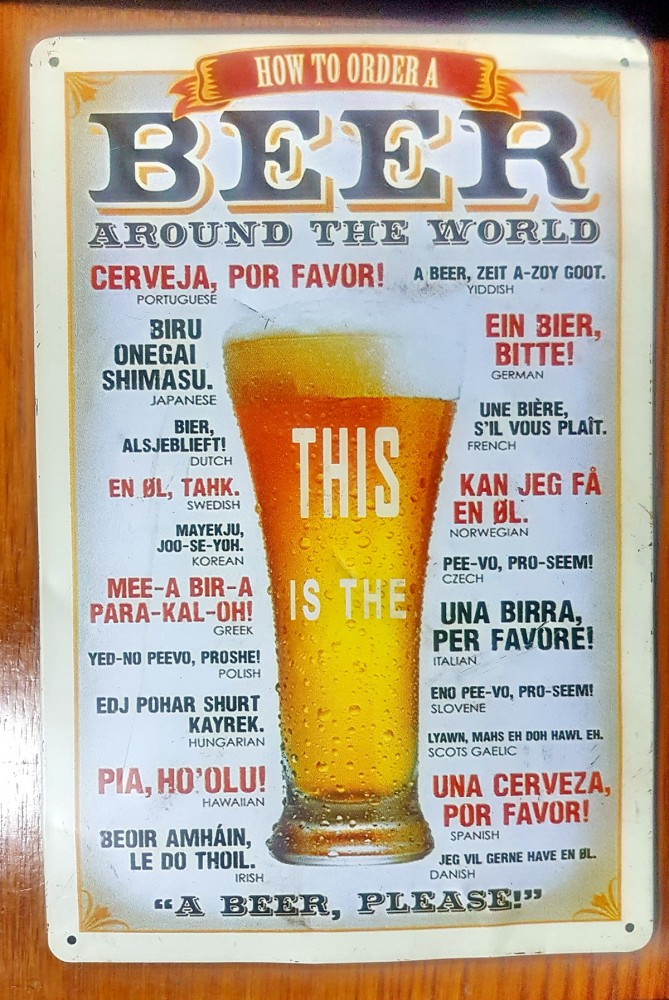 HOW TO ORDER A
BEER
AROUND THE WORLD
CERVEJA, POR FAVOR!
PORTUGUESE
BIRU
ONEGAI
SHIMASU.
JAPANESE
BIER,
ALSJEBLIEFT!
DUTCH
EN ØL, TAHK.
SWEDISH
MAYEKJU,
JOO-SE-YOH.
KOREAN
MEE-A BIR-A
PARA-KAL-OH!
GREEK
YED-NO PEEVO, PROSHE!
POLISH
EDJ POHAR SHURT
KAYREK.
HUNGARIAN
PIA, HO'OLU!
HAWAIIAN
BEOIR AMHÁIN,
LE DO THOIL.
IRISH
THIS
IS THE
A BEER, ZEIT A-ZOY GOOT.
YIDDISH
EIN BIER,
BITTE!
GERMAN
UNE BIÈRE,
S'IL VOUS PLAÎT.
FRENCH
KAN JEG FÅ
EN ØL.
NORWEGIAN
PEE-VO, PRO-SEEM!
CZECH
UNA BIRRA,
PER FAVORE!
ITALIAN
ENO PEE-VO, PRO-SEEM!
SLOVENE
LYAWN, MAHS EH DOH HAWL EH.
SCOTS GAELIC
UNA CERVEZA,
POR FAVOR!
SPANISH
JEG VIL GERNE HAVE EN ØL.
DANISH
"A BEER, PLEASE!"